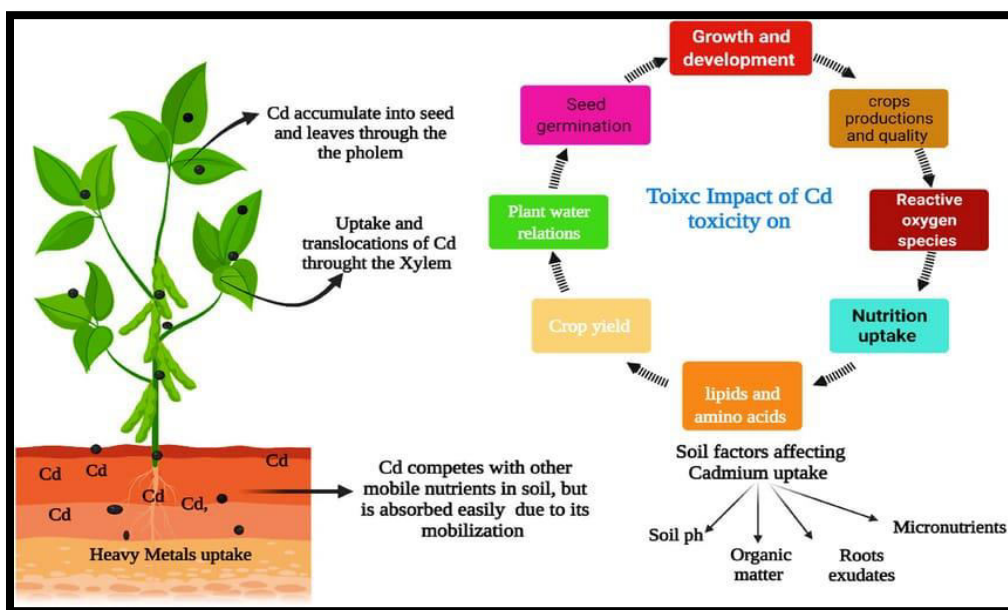 Cd accumulate into seed
and leaves through the
the pholem
Uptake and
translocations of Cd
throught the Xylem
Cd
Cd
Cd
Cd
Cd,
Cd
Heavy Metals uptake
Cd competes with other
mobile nutrients in soil, but
is absorbed easily due to its
mobilization
Growth and
development
crops
productions
and quality
Reactive
oxygen
species
Nutrition
uptake
lipids and
amino acids
Crop yield
Plant water
relations
Seed
germination
Toixc Impact of Cd
toxicity on
Soil factors affecting
Cadmium uptake
Soil ph
Organic
matter
Roots
exudates
Micronutrients